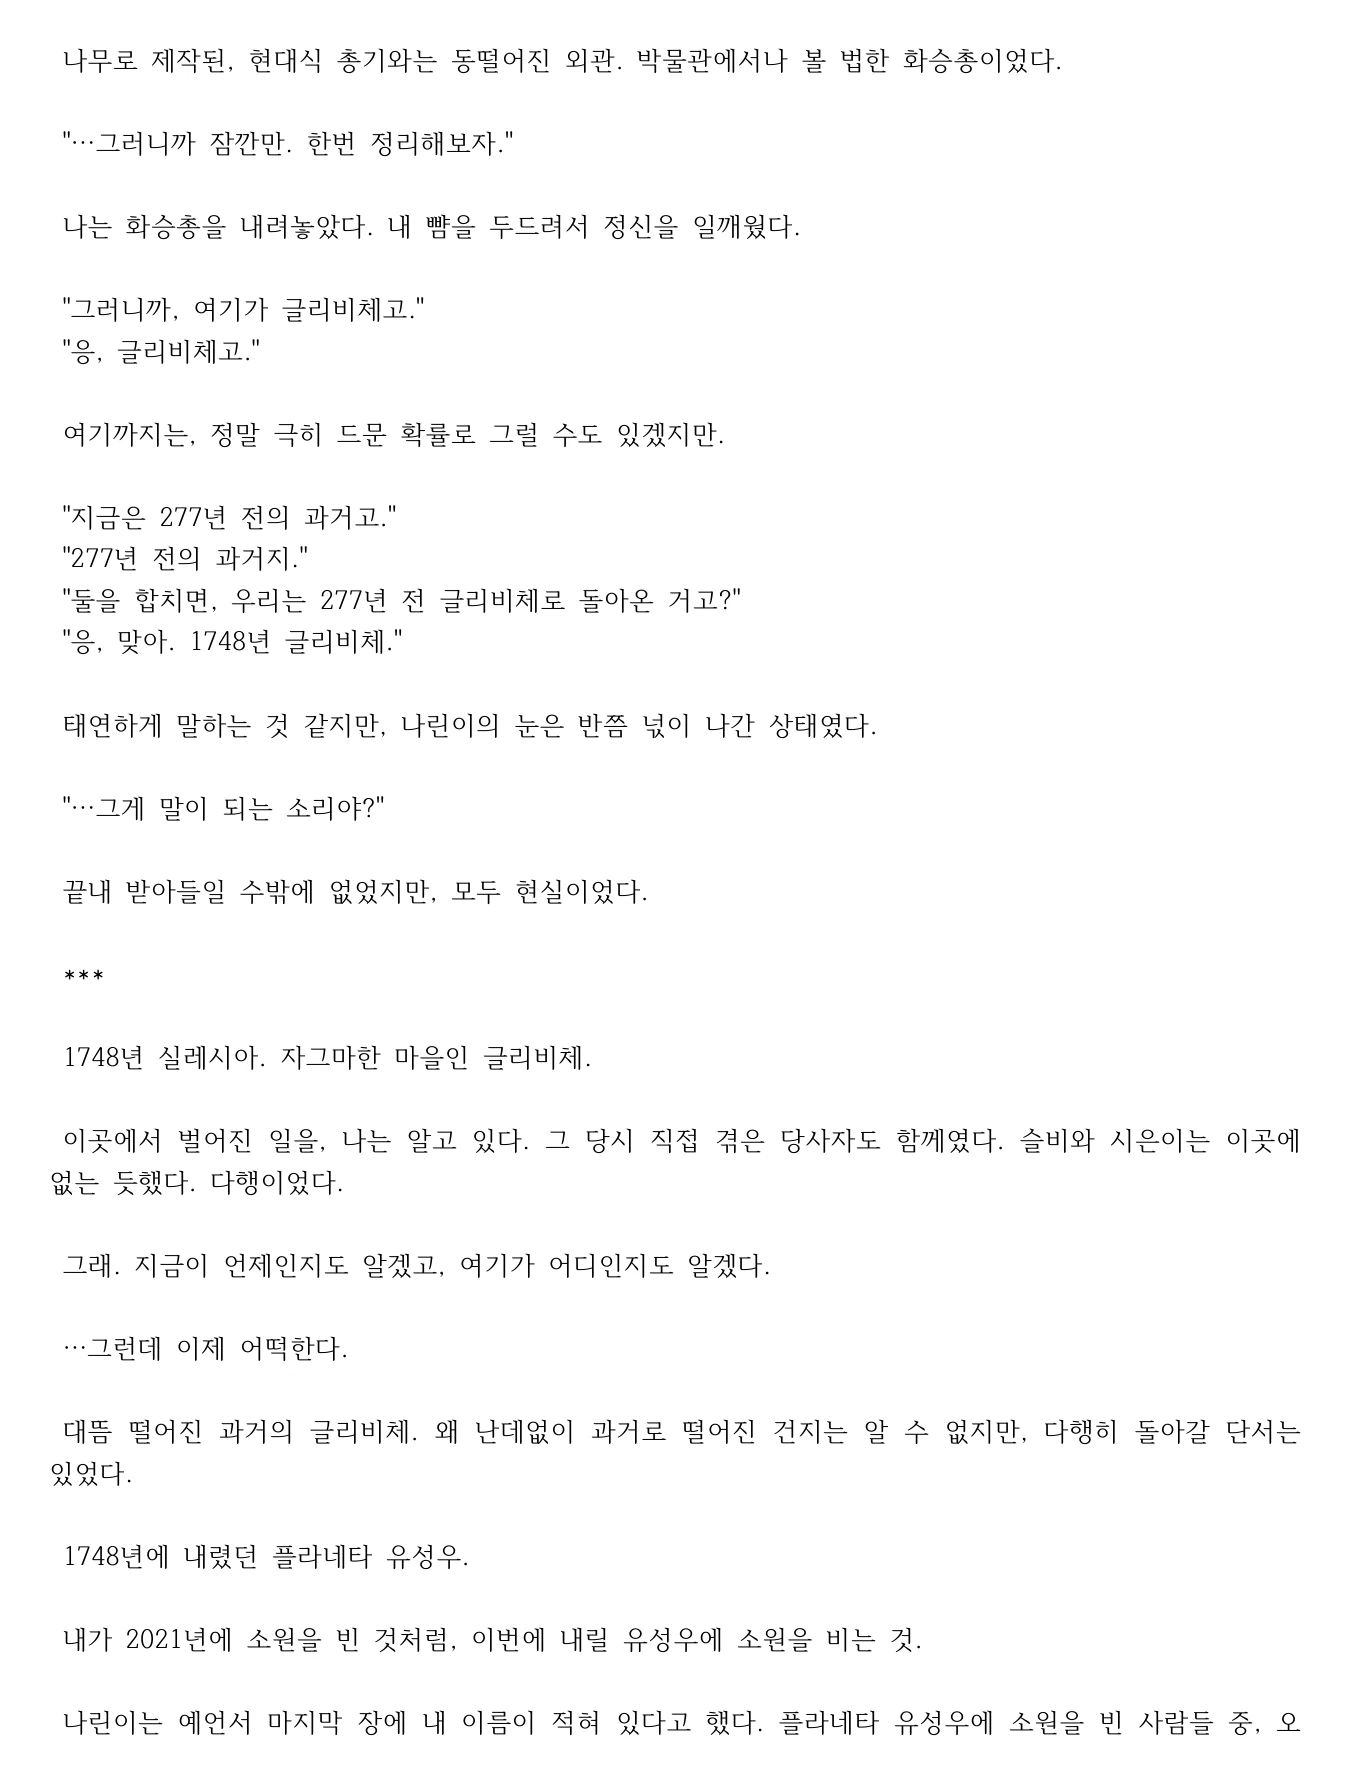 나무로 제작된, 현대식 총기와는 동떨어진 외관. 박물관에서나 볼 법한 화승총이었다.
"…그러니까 잠깐만. 한번 정리해보자."
나는 화승총을 내려놓았다. 내 뺨을 두드려서 정신을 일깨웠다.
"그러니까, 여기가 글리비체고."
"응, 글리비체고."
여기까지는, 정말 극히 드문 확률로 그럴 수도 있겠지만.
"지금은 277년 전의 과거고."
"277년 전의 과거지."
"둘을 합치면, 우리는 277년 전 글리비체로 돌아온 거고?"
"응, 맞아. 1748년 글리비체."
태연하게 말하는 것 같지만, 나린이의 눈은 반쯤 넋이 나간 상태였다.
"…그게 말이 되는 소리야?"
끝내 받아들일 수밖에 없었지만, 모두 현실이었다.
***
1748년 실레시아. 자그마한 마을인 글리비체.
이곳에서 벌어진 일을, 나는 알고 있다. 그 당시 직접 겪은 당사자도 함께였다. 슬비와 시은이는 이곳에
없는 듯했다. 다행이었다.
그래. 지금이 언제인지도 알겠고, 여기가 어디인지도 알겠다.
…그런데 이제 어떡한다.
대뜸 떨어진 과거의 글리비체. 왜 난데없이 과거로 떨어진 건지는 알 수 없지만, 다행히 돌아갈 단서는
있었다.
1748년에 내렸던 플라네타 유성우.
내가 2021년에 소원을 빈 것처럼, 이번에 내릴 유성우에 소원을 비는 것.
나린이는 예언서 마지막 장에 내 이름이 적혀 있다고 했다. 플라네타 유성우에 소원을 빈 사람들 중, 오